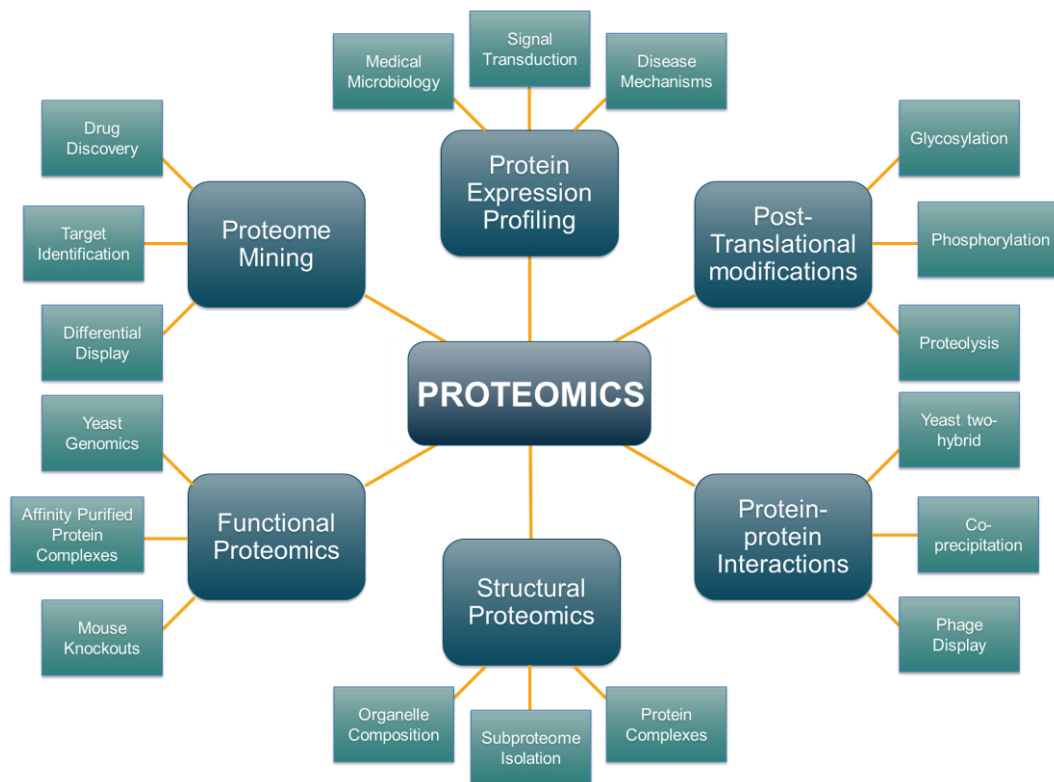 Signal
Transduction
Medical
Microbiology
Disease
Mechanisms
Protein
Expression
Profiling
Drug
Discovery
Target
Identification
Differential
Display
Proteome
Mining
Post-
Translational
modifications
Glycosylation
Phosphorylation
Proteolysis
PROTEOMICS
Yeast
Genomics
Affinity Purified
Protein
Complexes
Mouse
Knockouts
Functional
Proteomics
Structural
Proteomics
Organelle
Composition
Subproteome
Isolation
Protein
Complexes
Protein-
protein
Interactions
Yeast two-
hybrid
Co-
precipitation
Phage
Display